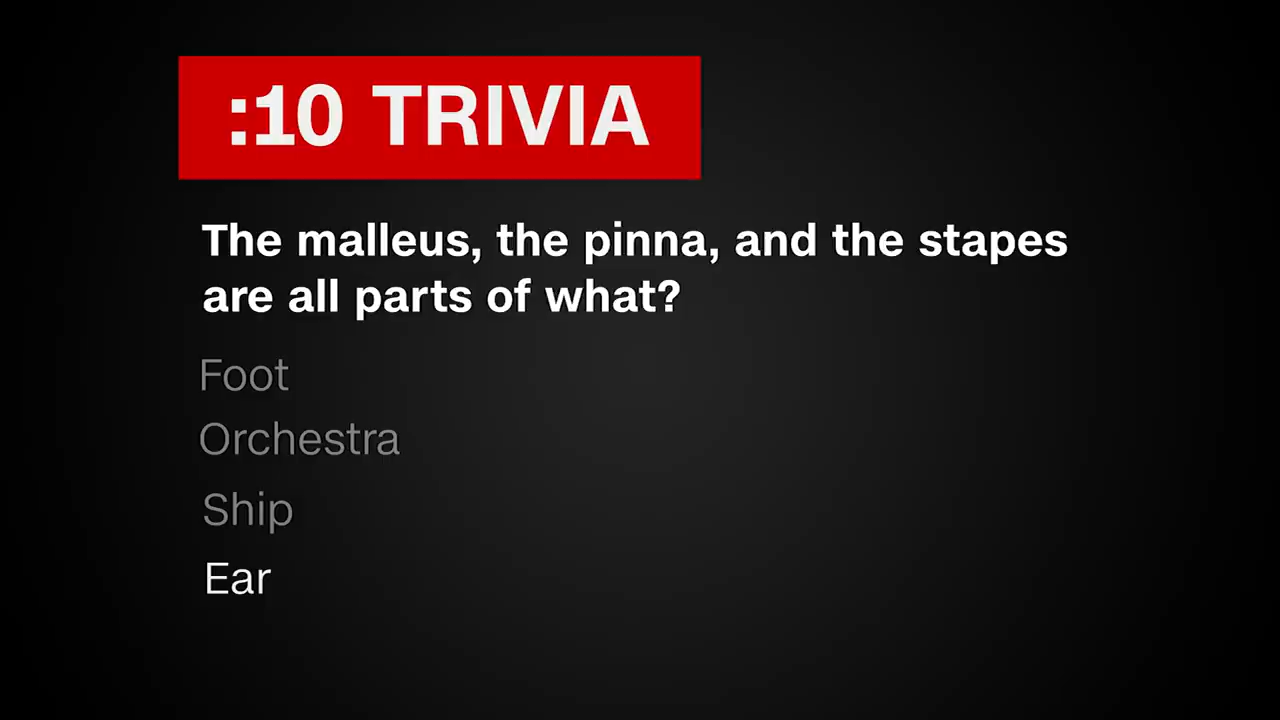 :10 TRIVIA
The malleus, the pinna, and the stapes
are all parts of what?
Foot
Orchestra
Ship
Ear